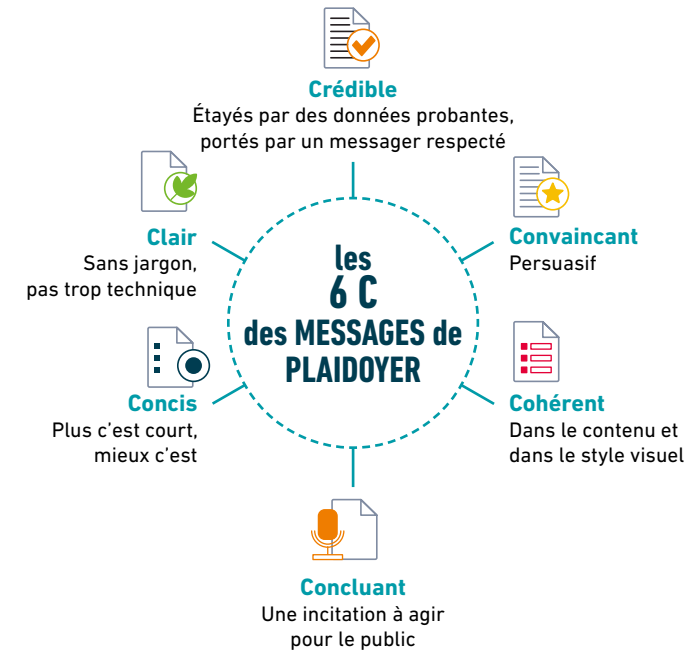 Crédible
Étayés par des données probantes,
portés par un messager respecté
Clair
Sans jargon,
pas trop technique
Convaincant
Persuasif
les
6 C
des MESSAGES de
PLAIDOYER
Concis
Plus c’est court,
mieux c’est
Cohérent
Dans le contenu et
dans le style visuel
Concluant
Une incitation à agir
pour le public